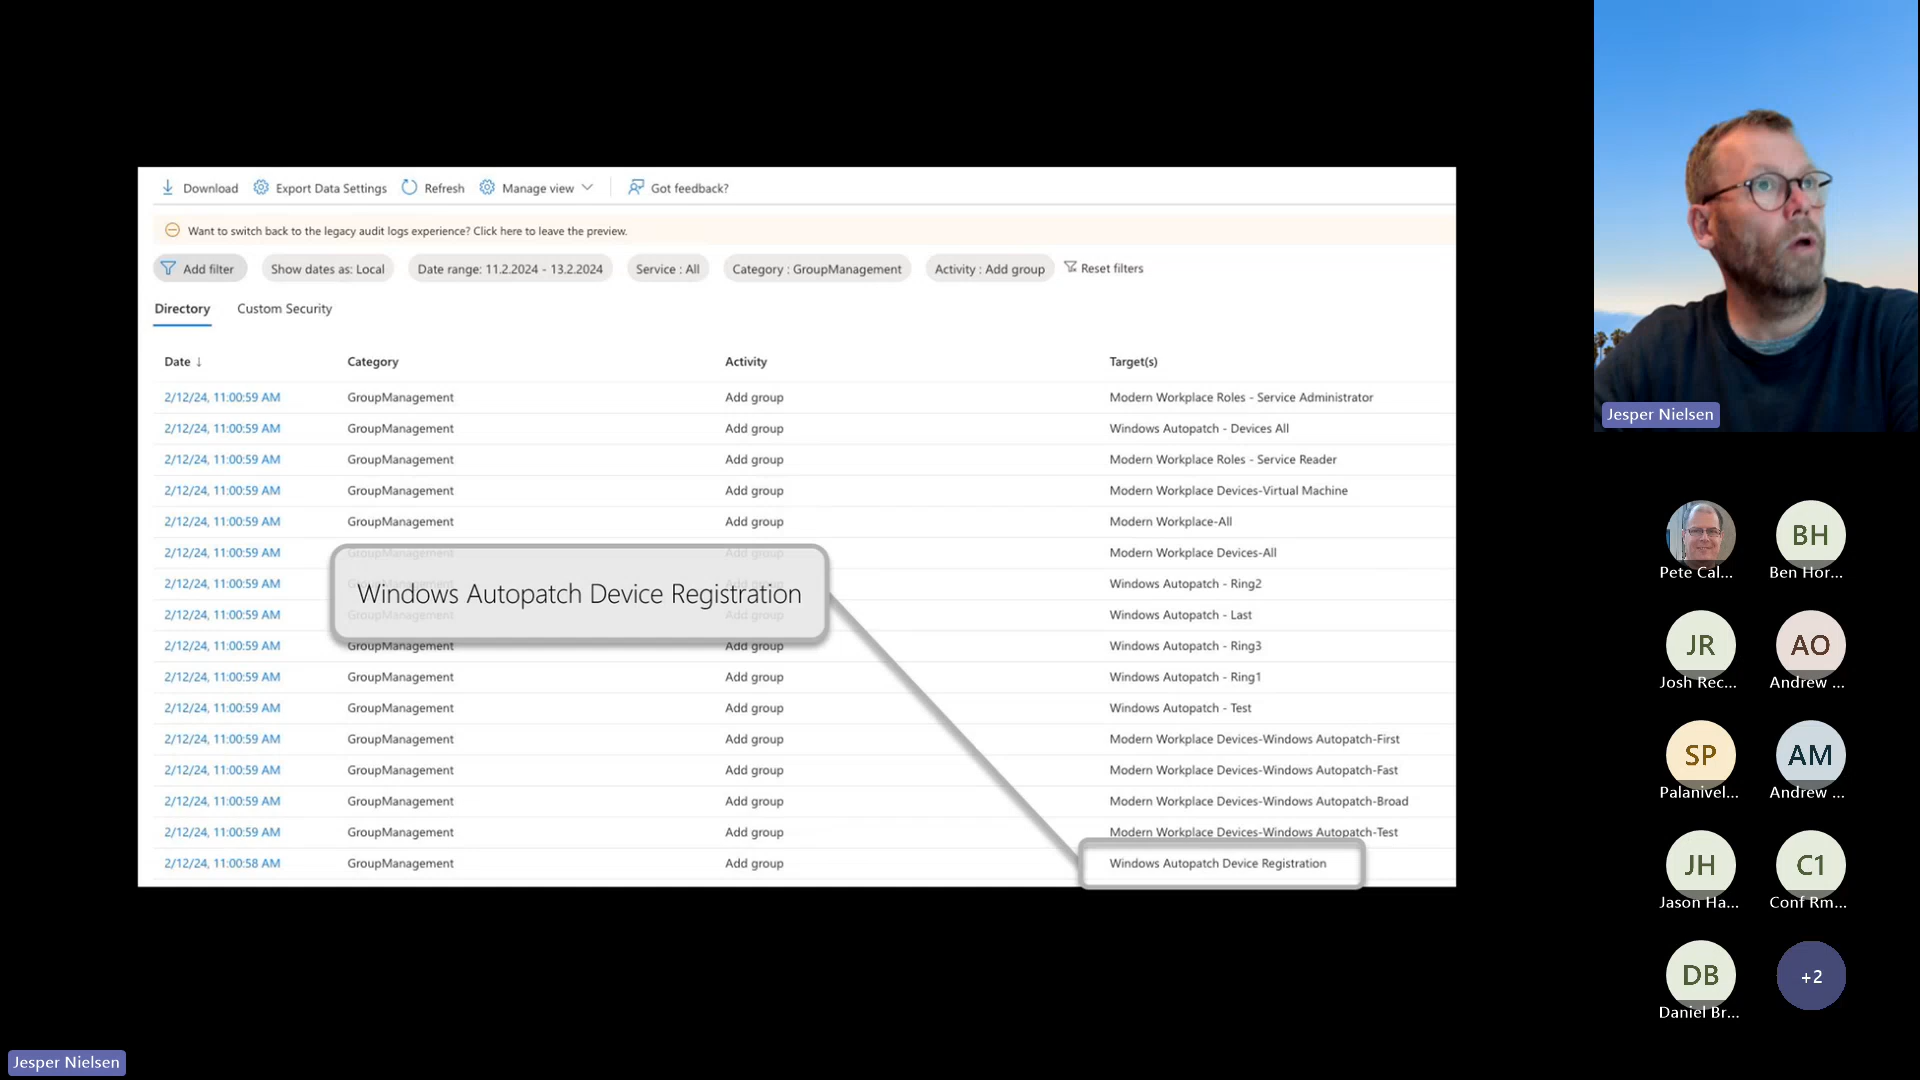 Download Export Data Settings Refresh Manage view Got feedback?
Want to switch back to the legacy audit logs experience? Click here to leave the preview.
Add filter Show dates as: Local Date range: 11.2.2024 - 13.2.2024 Service : All Category : GroupManagement Activity : Add group Reset filters
Directory Custom Security
Date ↓ Category Activity Target(s)
2/12/24, 11:00:59 AM GroupManagement Add group Modern Workplace Roles - Service Administrator
2/12/24, 11:00:59 AM GroupManagement Add group Windows Autopatch - Devices All
2/12/24, 11:00:59 AM GroupManagement Add group Modern Workplace Roles - Service Reader
2/12/24, 11:00:59 AM GroupManagement Add group Modern Workplace Devices-Virtual Machine
2/12/24, 11:00:59 AM GroupManagement Add group Modern Workplace-All
2/12/24, 11:00:59 AM GroupManagement Add group Modern Workplace Devices-All
2/12/24, 11:00:59 AM GroupManagement Add group Windows Autopatch - Ring2
Windows Autopatch Device Registration
2/12/24, 11:00:59 AM GroupManagement Add group Windows Autopatch - Last
2/12/24, 11:00:59 AM GroupManagement Add group Windows Autopatch - Ring3
2/12/24, 11:00:59 AM GroupManagement Add group Windows Autopatch - Ring1
2/12/24, 11:00:59 AM GroupManagement Add group Windows Autopatch - Test
2/12/24, 11:00:59 AM GroupManagement Add group Modern Workplace Devices-Windows Autopatch-First
2/12/24, 11:00:59 AM GroupManagement Add group Modern Workplace Devices-Windows Autopatch-Fast
2/12/24, 11:00:59 AM GroupManagement Add group Modern Workplace Devices-Windows Autopatch-Broad
2/12/24, 11:00:59 AM GroupManagement Add group Modern Workplace Devices-Windows Autopatch-Test
2/12/24, 11:00:58 AM GroupManagement Add group Windows Autopatch Device Registration
Jesper Nielsen
BH
Pete Cal... Ben Hor...
JR AO
Josh Rec... Andrew ...
SP AM
Palanivel... Andrew ...
JH C1
Jason Ha... Conf Rm...
DB +2
Daniel Br...
Jesper Nielsen